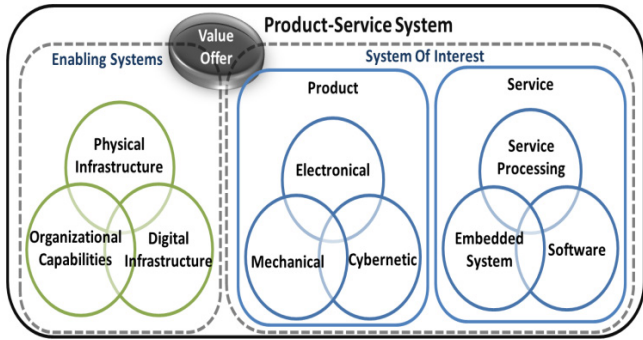 Product-Service System
Value
Offer
Enabling Systems
System Of Interest
Physical
Infrastructure
Organizational
Capabilities
Digital
Infrastructure
Product
Electronical
Mechanical
Cybernetic
Service
Service
Processing
Embedded
System
Software